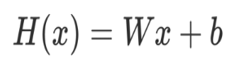 H(x) = Wx + b